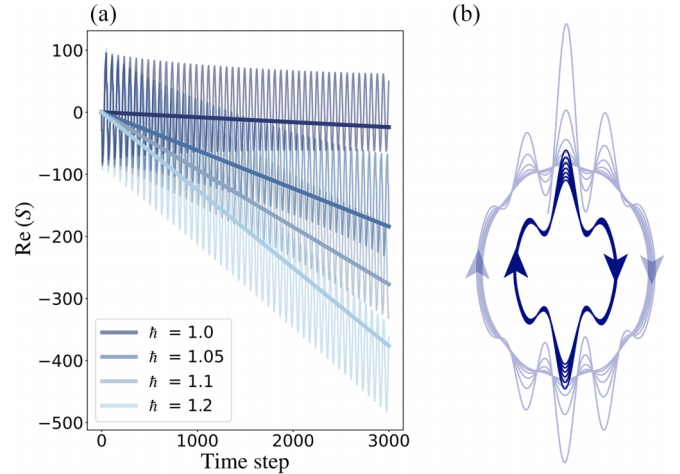 (a)
(b)
100
0
−100
−200
−300
−400
−500
Re (S)
ℏ = 1.0
ℏ = 1.05
ℏ = 1.1
ℏ = 1.2
0 1000 2000 3000
Time step